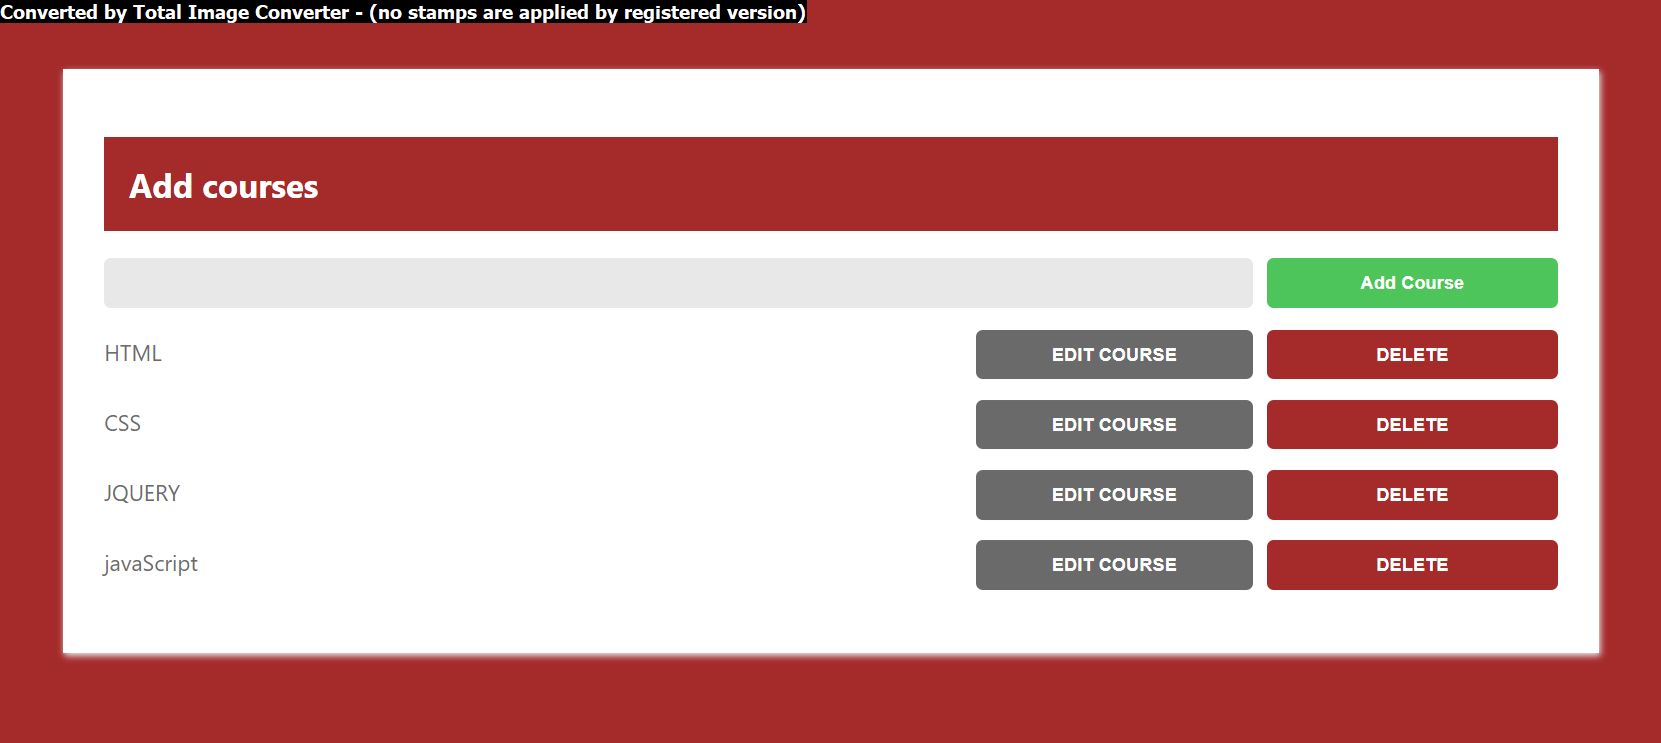 Converted by Total Image Converter - (no stamps are applied by registered version)
Add courses
Add Course
HTML EDIT COURSE DELETE
CSS EDIT COURSE DELETE
JQUERY EDIT COURSE DELETE
javaScript EDIT COURSE DELETE